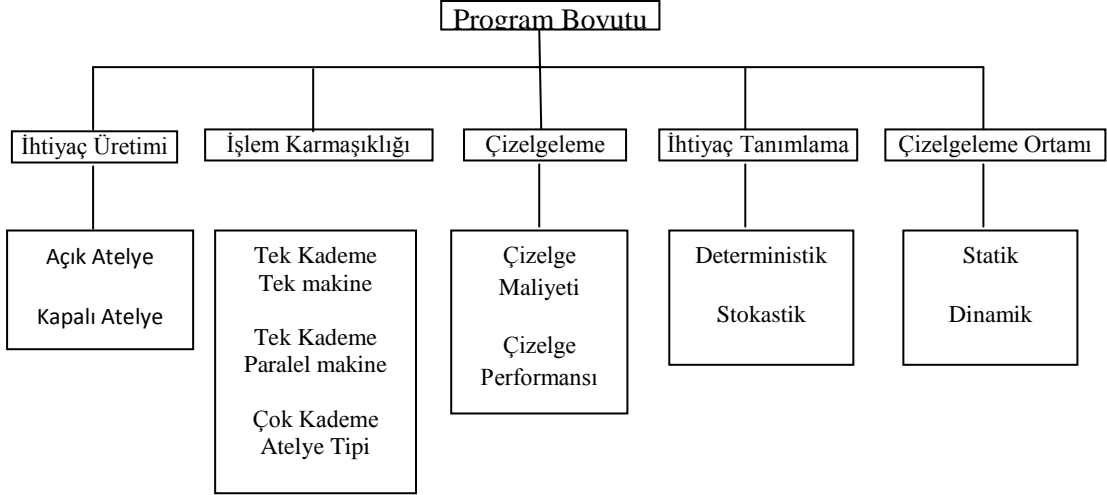 Program Boyutu
İhtiyaç Üretimi
İşlem Karmaşıklığı
Çizelgeleme
İhtiyaç Tanımlama
Çizelgeleme Ortamı
Açık Atelye
Kapalı Atelye
Tek Kademe
Tek makine
Tek Kademe
Paralel makine
Çok Kademe
Atelye Tipi
Çizelge
Maliyeti
Çizelge
Performansı
Deterministik
Stokastik
Statik
Dinamik